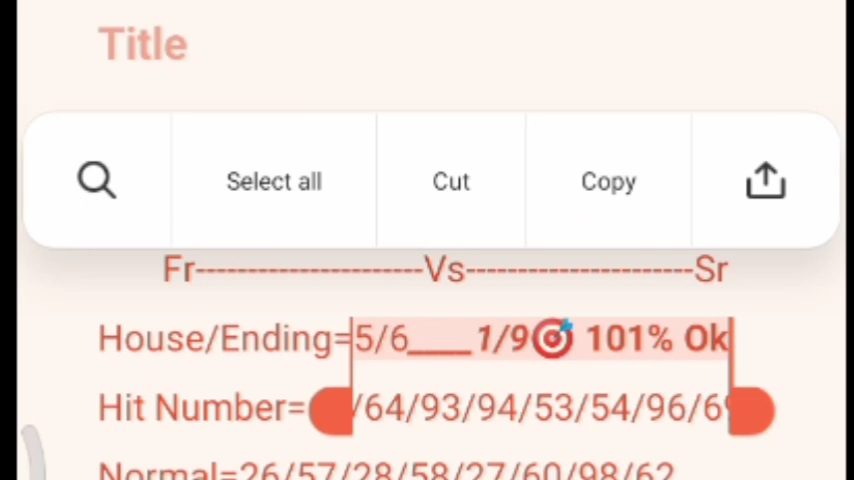 Title
Select all Cut Copy
Fr----------------------Vs----------------------Sr
House/Ending=5/6____1/9🎯 101% Ok
Hit Number= /64/93/94/53/54/96/6
Normal=26/57/28/58/27/60/98/62